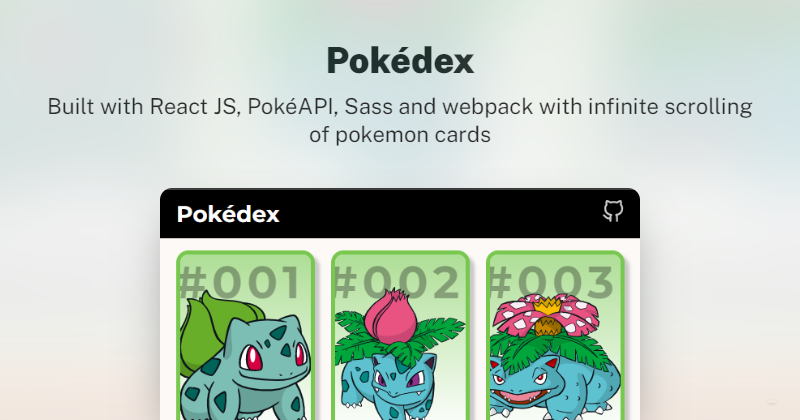 Pokédex
Built with React JS, PokéAPI, Sass and webpack with infinite scrolling
of pokemon cards
Pokédex
#001 #002 #003